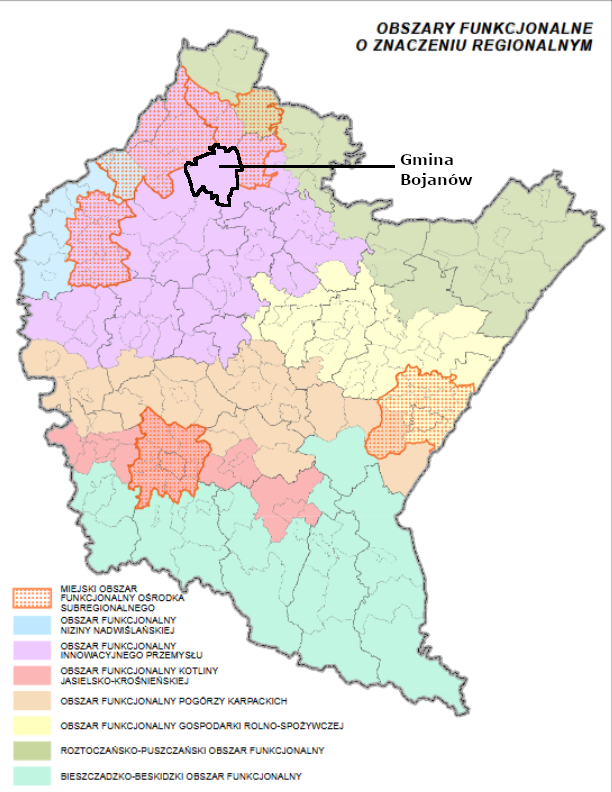 OBSZARY FUNKCJONALNE
O ZNACZENIU REGIONALNYM
Gmina
Bojanów
MIEJSKI OBSZAR
FUNKCJONALNY OŚRODKA
SUBREGIONALNEGO
OBSZAR FUNKCJONALNY
NIZINY NADWIŚLAŃSKIEJ
OBSZAR FUNKCJONALNY
INNOWACYJNEGO PRZEMYSŁU
OBSZAR FUNKCJONALNY KOTLINY
JASIELSKO-KROŚNIEŃSKIEJ
OBSZAR FUNKCJONALNY POGÓRZY KARPACKICH
OBSZAR FUNKCJONALNY GOSPODARKI ROLNO-SPOŻYWCZEJ
ROZTOCZAŃSKO-PUSZCZAŃSKI OBSZAR FUNKCJONALNY
BIESZCZADZKO-BESKIDZKI OBSZAR FUNKCJONALNY